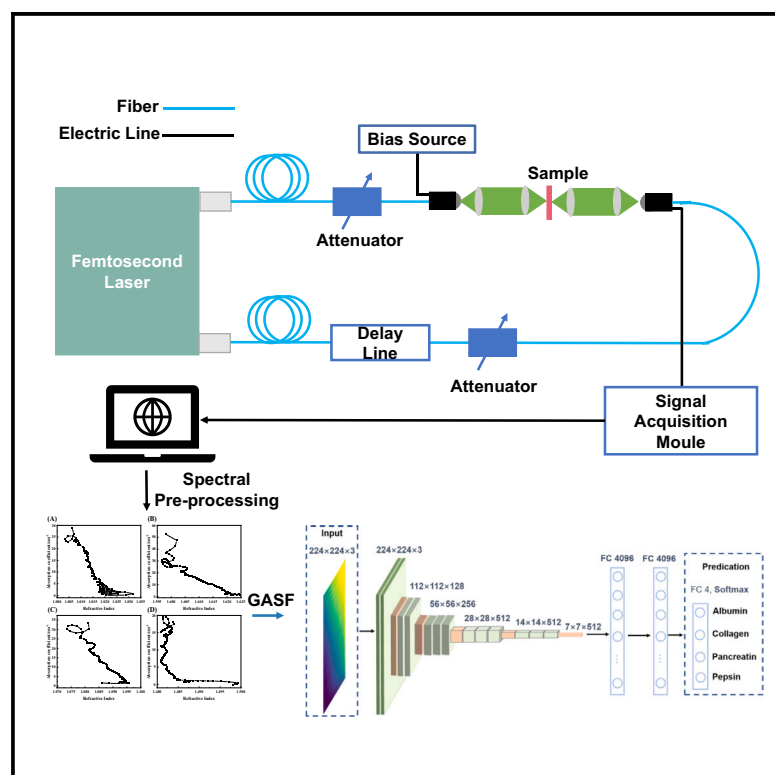 Fiber
Electric Line
Bias Source
Sample
Attenuator
Femtosecond
Laser
Delay
Line
Attenuator
Signal
Acquisition
Moule
Spectral
Pre-processing
(A)
(B)
(C)
(D)
Refractive Index
Refractive Index
Refractive Index
Refractive Index
GASF
Input
224×224×3
224×224×3
112×112×128
56×56×256
28×28×512
14×14×512
7×7×512
FC 4096
FC 4096
Predication
FC 4, Softmax
Albumin
Collagen
Pancreatin
Pepsin